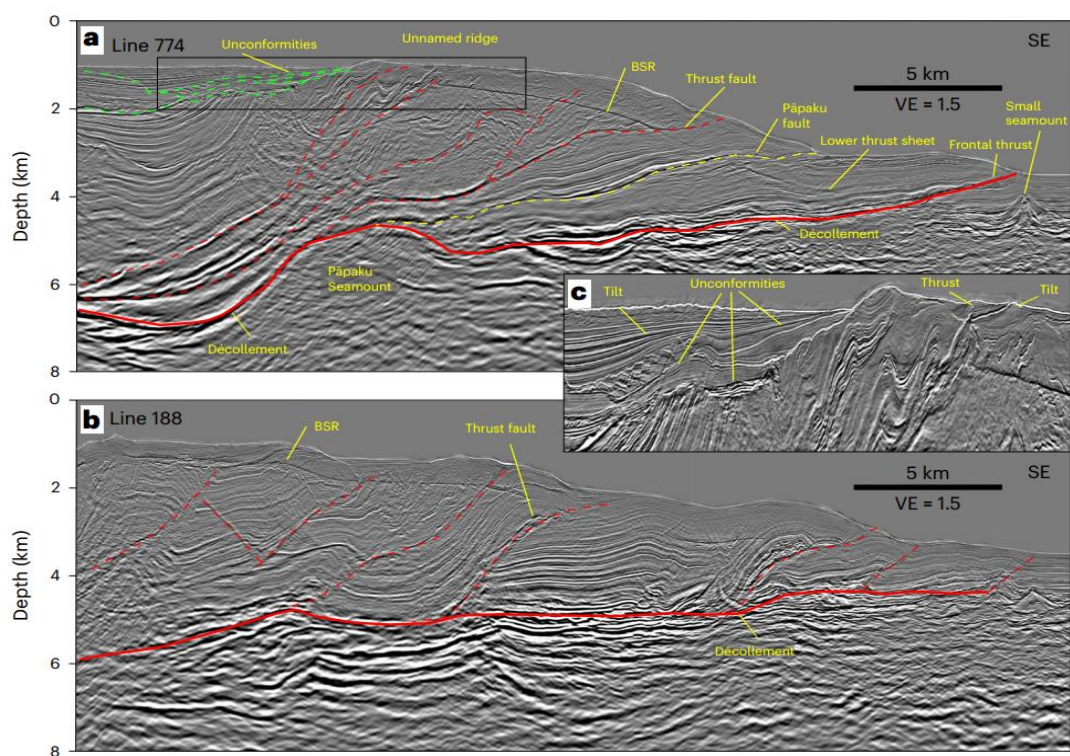 0
a
Line 774
Unconformities
Unnamed ridge
SE
BSR
5 km
VE = 1.5
Thrust fault
Small
seamount
Pāpaku
fault
2
Lower thrust sheet
Frontal thrust
Depth (km)
4
Décollement
Pāpaku
Seamount
6
Décollement
8
c
Tilt
Unconformities
Thrust
Tilt
0
b
Line 188
BSR
Thrust fault
5 km
SE
VE = 1.5
2
Depth (km)
4
Décollement
6
8